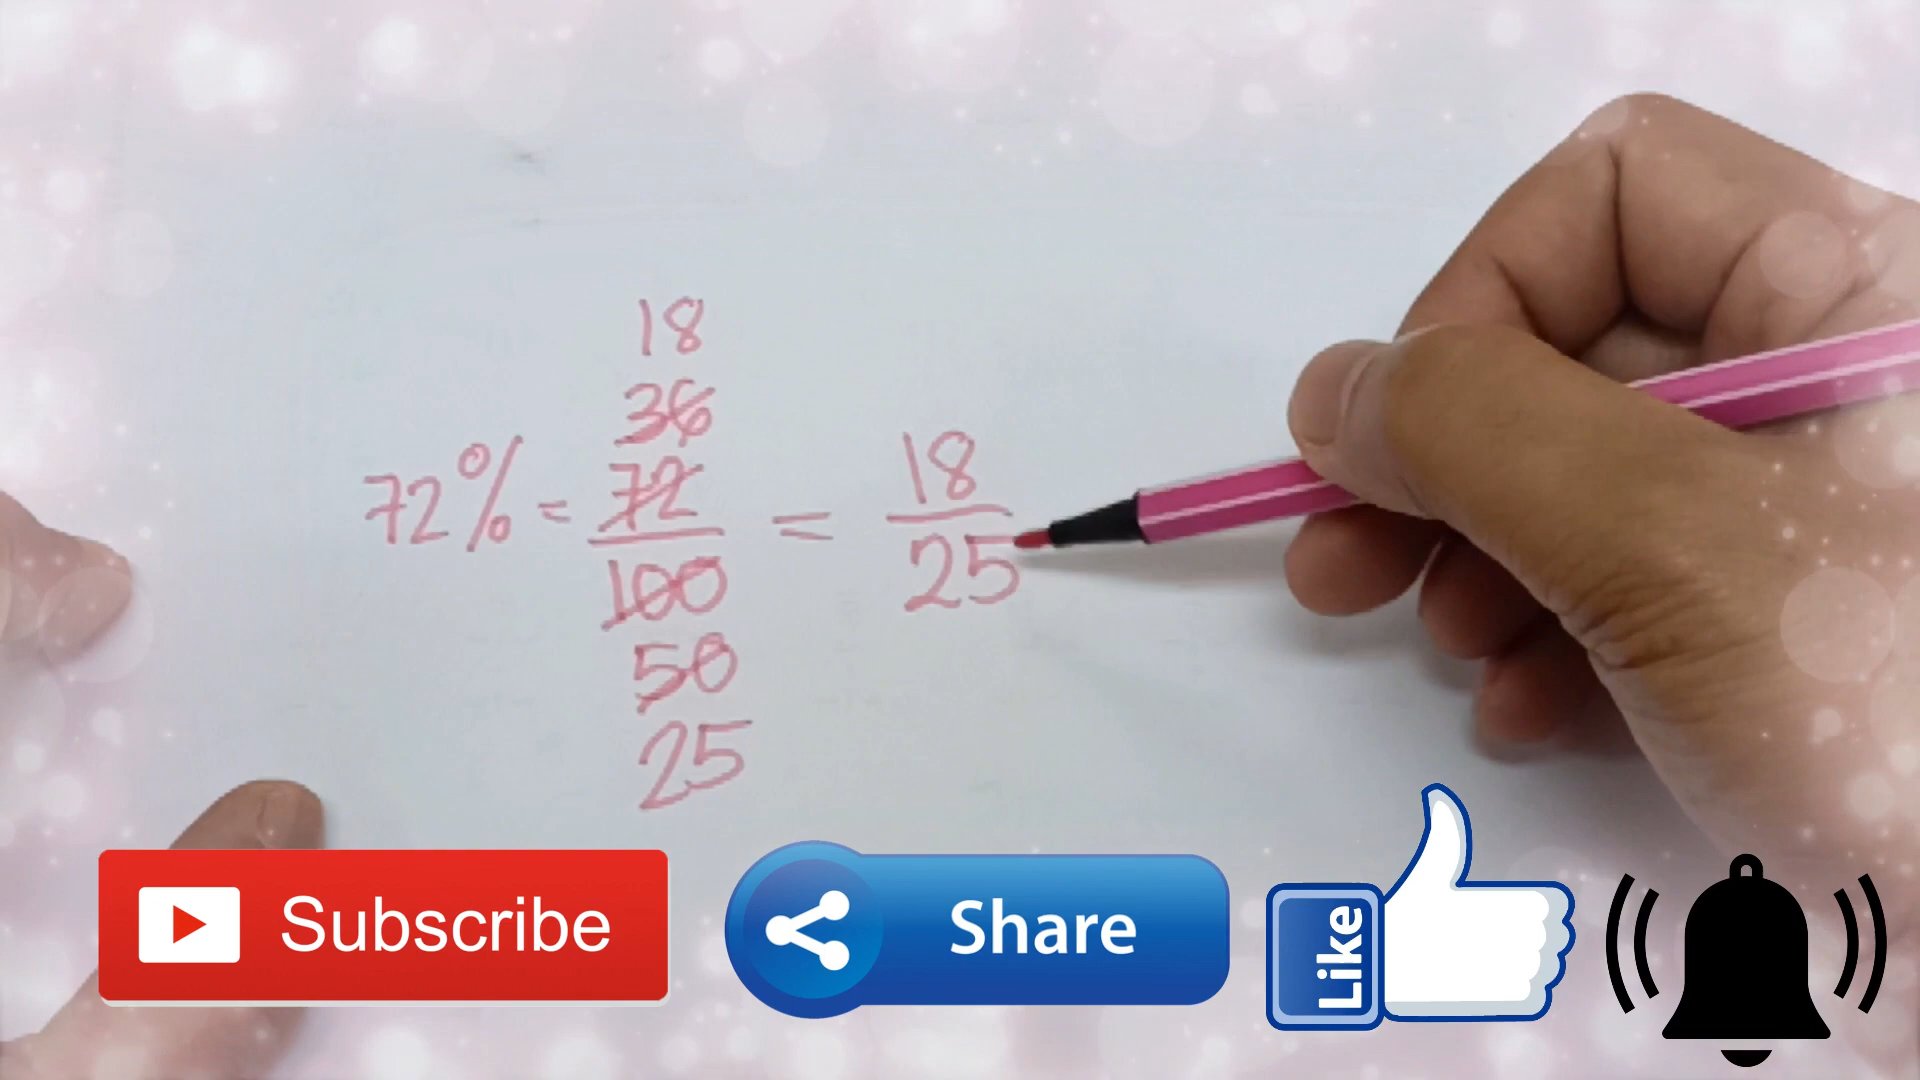 18
36
72% = 72/100 = 18/25
50
25
Subscribe
Share
Like